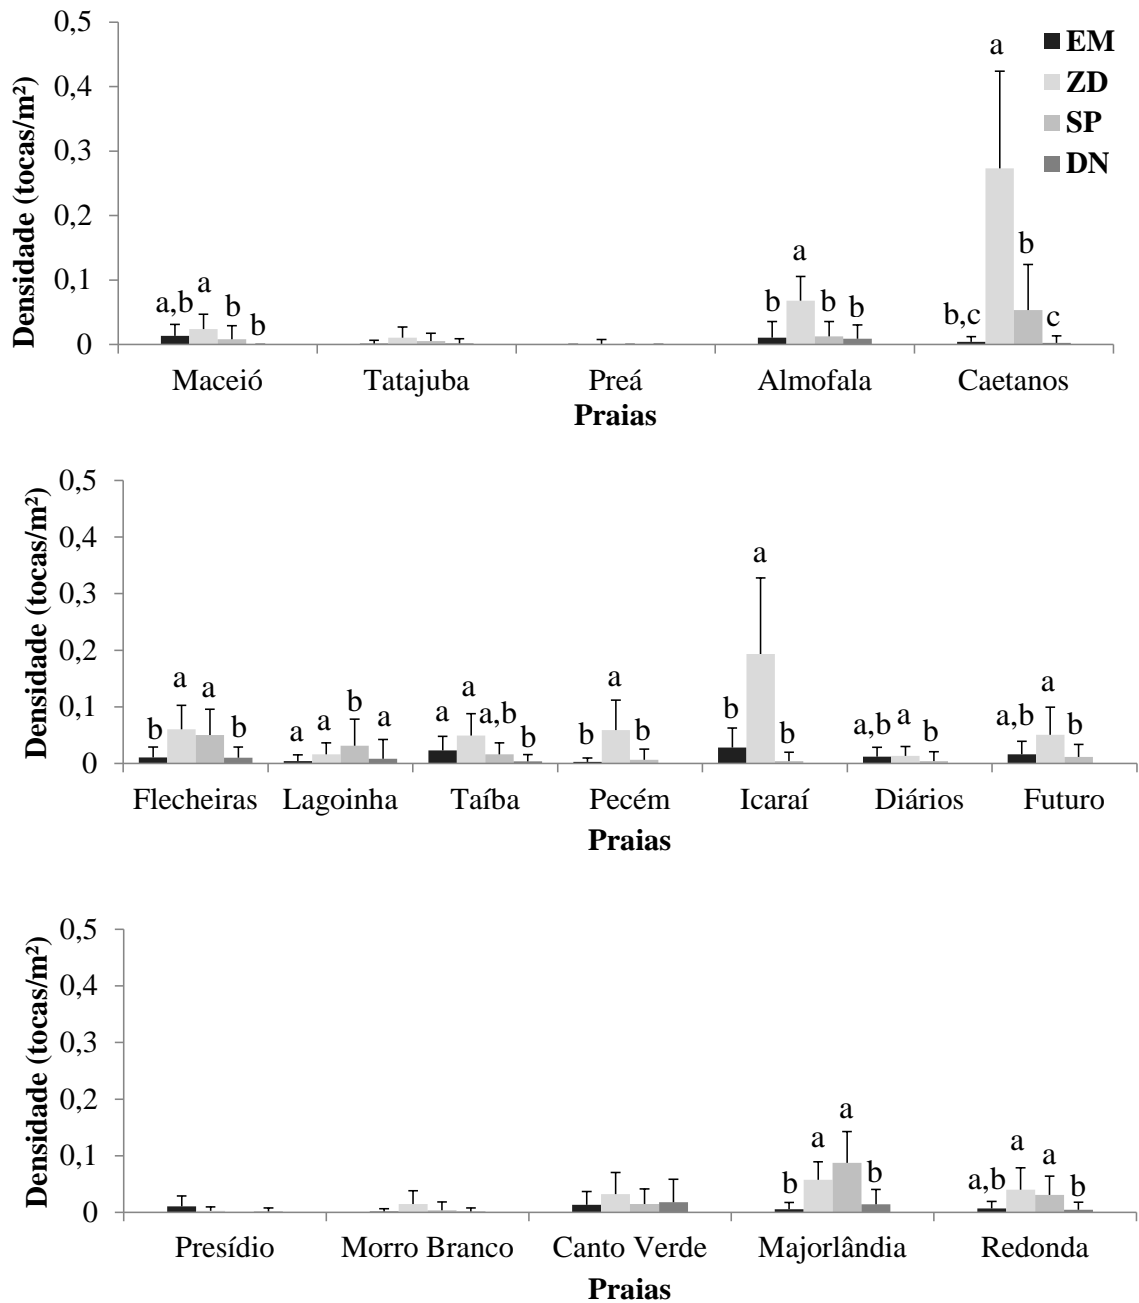 0,5
0,4
0,3
0,2
0,1
0
Densidade (tocas/m²)
EM
ZD
SP
DN
a,b a b b
b a b b
b,c a b c
Maceió Tatajuba Preá Almofala Caetanos
Praias
0,5
0,4
0,3
0,2
0,1
0
Densidade (tocas/m²)
b a a b
a a b a
a a a,b b
b a b
b a b
a,b a b
a,b a b
Flecheiras Lagoinha Taíba Pecém Icaraí Diários Futuro
Praias
0,5
0,4
0,3
0,2
0,1
0
Densidade (tocas/m²)
b a a b
a,b a a b
Presídio Morro Branco Canto Verde Majorlândia Redonda
Praias